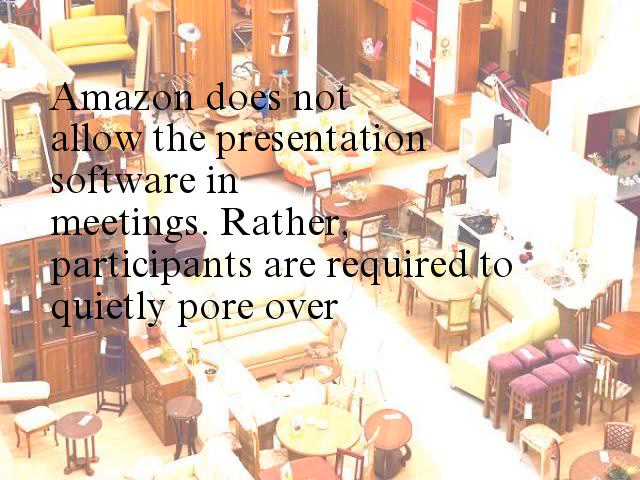 Amazon does not
allow the presentation
software in
meetings. Rather,
participants are required to
quietly pore over